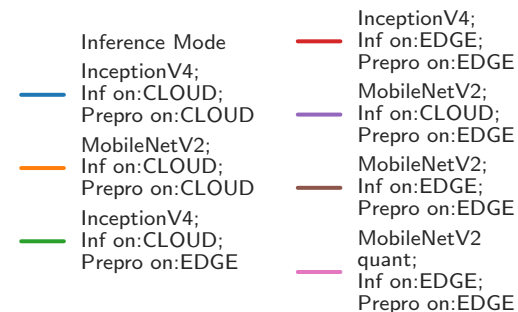 Inference Mode
InceptionV4;
Inf on:CLOUD;
Prepro on:CLOUD
MobileNetV2;
Inf on:CLOUD;
Prepro on:CLOUD
InceptionV4;
Inf on:CLOUD;
Prepro on:EDGE
InceptionV4;
Inf on:EDGE;
Prepro on:EDGE
MobileNetV2;
Inf on:CLOUD;
Prepro on:EDGE
MobileNetV2;
Inf on:EDGE;
Prepro on:EDGE
MobileNetV2
quant;
Inf on:EDGE;
Prepro on:EDGE